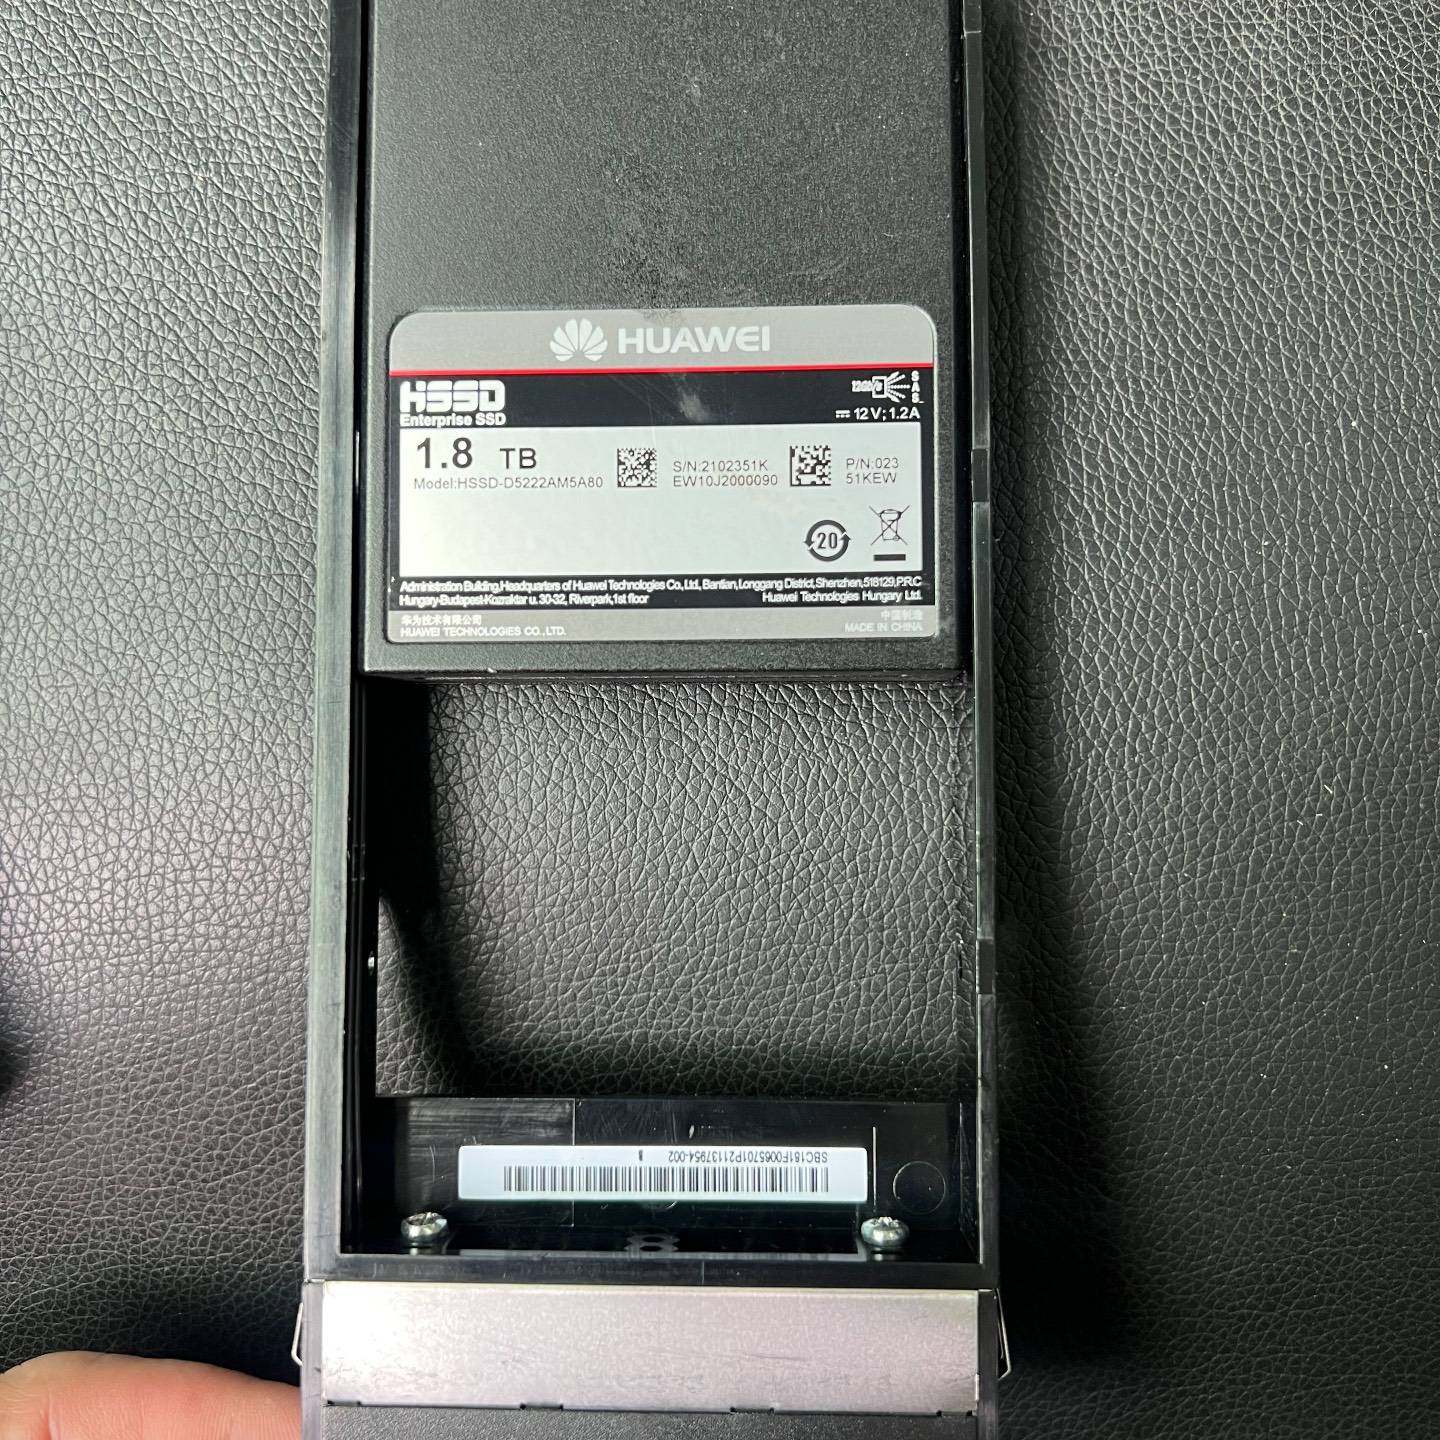 HUAWEI
HSSD
Enterprise SSD
12Gb/s SAS
12V;1.2A
1.8 TB
Model:HSSD-D5222AM5A80
S/N:2102351K
EW10J2000090
P/N:023
51KEW
20
Administration Building,Headquarters of Huawei Technologies Co., Ltd., Bantian,Longgang District,Shenzhen,518129,P.R.C
Hungary-Budapest-Kozraktar u. 30-32, Riverpark,1st floor
Huawei Technologies Hungary Ltd.
华为技术有限公司
HUAWEI TECHNOLOGIES CO.,LTD.
中国制造
MADE IN CHINA
SBC181F0065701P21137954-002